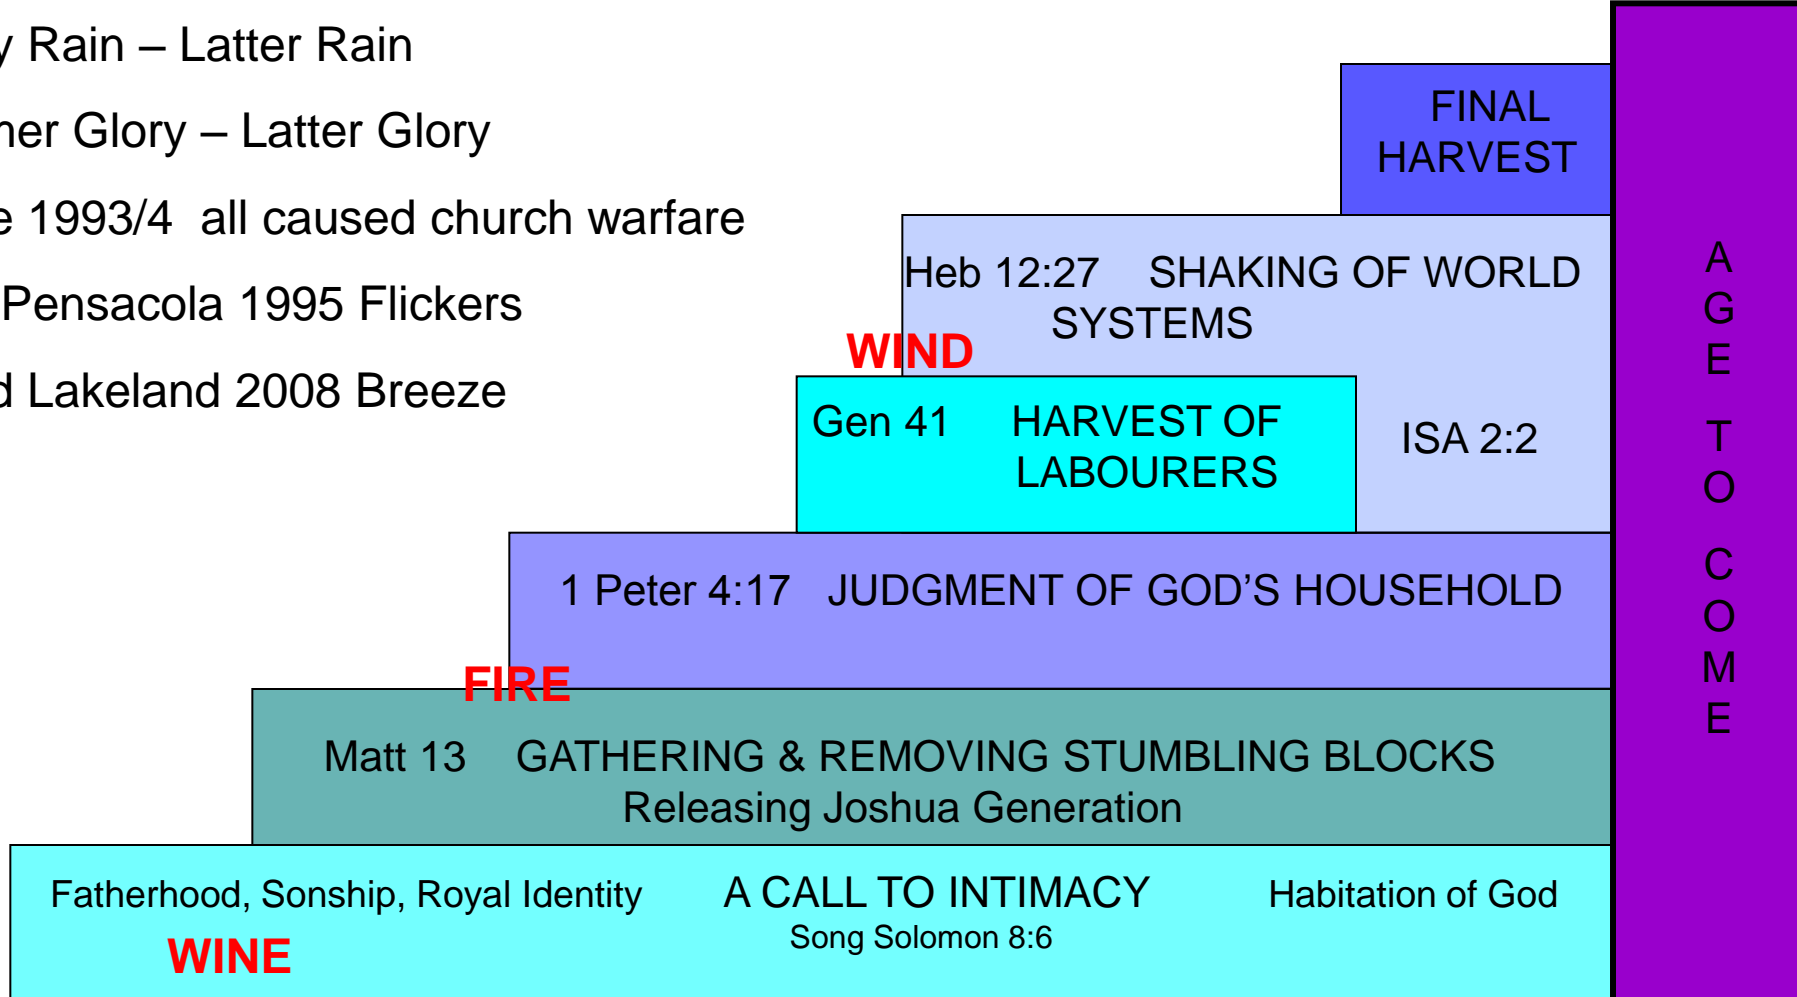 Rain – Latter Rain
Glory – Latter Glory
1993/4 all caused church warfare
Pensacola 1995 Flickers
Lakeland 2008 Breeze
FINAL
HARVEST
Heb 12:27 SHAKING OF WORLD
SYSTEMS
WIND
Gen 41 HARVEST OF
LABOURERS
ISA 2:2
1 Peter 4:17 JUDGMENT OF GOD’S HOUSEHOLD
FIRE
Matt 13 GATHERING & REMOVING STUMBLING BLOCKS
Releasing Joshua Generation
Fatherhood, Sonship, Royal Identity A CALL TO INTIMACY Habitation of God
Song Solomon 8:6
WINE
A
G
E
T
O
C
O
M
E